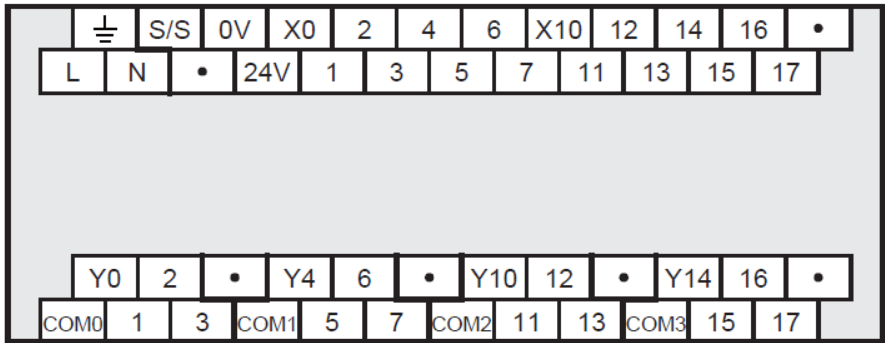 ⏚ S/S 0V X0 2 4 6 X10 12 14 16 •
L N • 24V 1 3 5 7 11 13 15 17
Y0 2 • Y4 6 • Y10 12 • Y14 16 •
COM0 1 3 COM1 5 7 COM2 11 13 COM3 15 17